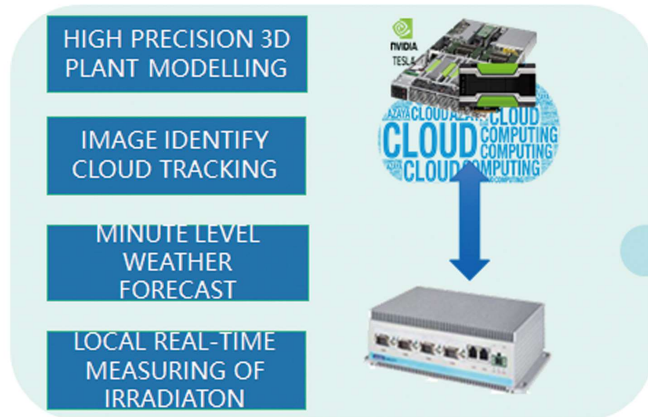 HIGH PRECISION 3D
PLANT MODELLING
IMAGE IDENTIFY
CLOUD TRACKING
MINUTE LEVEL
WEATHER
FORECAST
LOCAL REAL-TIME
MEASURING OF
IRRADIATON
NVIDIA
TESLA
CLOUD
COMPUTING
CLOUD
COMPUTING
CLOUD
COMPUTING